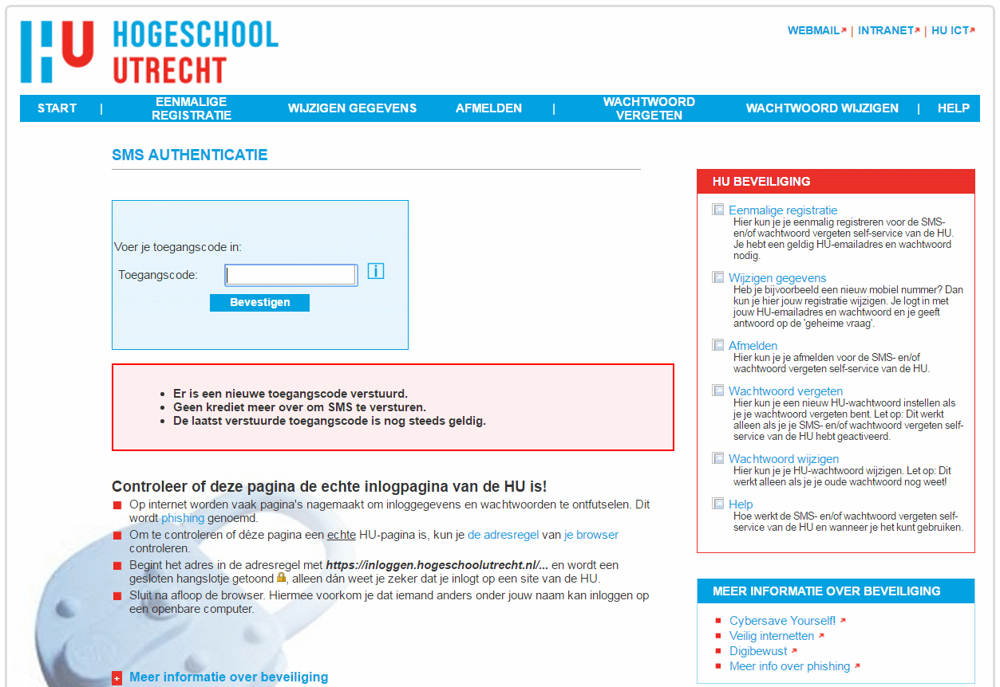 HU HOGESCHOOL
UTRECHT
WEBMAIL | INTRANET | HU ICT
START | EENMALIGE REGISTRATIE WIJZIGEN GEGEVENS AFMELDEN | WACHTWOORD VERGETEN WACHTWOORD WIJZIGEN | HELP
SMS AUTHENTICATIE
Voer je toegangscode in:
Toegangscode:
i
Bevestigen
Er is een nieuwe toegangscode verstuurd.
Geen krediet meer over om SMS te versturen.
De laatst verstuurde toegangscode is nog steeds geldig.
Controleer of deze pagina de echte inlogpagina van de HU is!
Op internet worden vaak pagina's nagemaakt om inloggegevens en wachtwoorden te ontfutselen. Dit
wordt phishing genoemd.
Om te controleren of déze pagina een echte HU-pagina is, kun je de adresregel van je browser
controleren.
Begint het adres in de adresregel met https://inloggen.hogeschoolutrecht.nl/... en wordt een
gesloten hangslotje getoond , alleen dán weet je zeker dat je inlogt op een site van de HU.
Sluit na afloop de browser. Hiermee voorkom je dat iemand anders onder jouw naam kan inloggen op
een openbare computer.
+ Meer informatie over beveiliging
HU BEVEILIGING
Eenmalige registratie
Hier kun je je eenmalig registreren voor de SMS-
en/of wachtwoord vergeten self-service van de HU.
Je hebt een geldig HU-emailadres en wachtwoord
nodig.
Wijzigen gegevens
Heb je bijvoorbeeld een nieuw mobiel nummer? Dan
kun je hier jouw registratie wijzigen. Je logt in met
jouw HU-emailadres en wachtwoord en je geeft
antwoord op de 'geheime vraag'.
Afmelden
Hier kun je je afmelden voor de SMS- en/of
wachtwoord vergeten self-service van de HU.
Wachtwoord vergeten
Hier kun je een nieuw HU-wachtwoord instellen als
je je wachtwoord vergeten bent. Let op: Dit werkt
alleen als je je SMS- en/of wachtwoord vergeten self-
service van de HU hebt geactiveerd.
Wachtwoord wijzigen
Hier kun je je HU-wachtwoord wijzigen. Let op: Dit
werkt alleen als je je oude wachtwoord nog weet!
Help
Hoe werkt de SMS- en/of wachtwoord vergeten self-
service van de HU en wanneer je het kunt gebruiken.
MEER INFORMATIE OVER BEVEILIGING
Cybersave Yourself!
Veilig internetten
Digibewust
Meer info over phishing